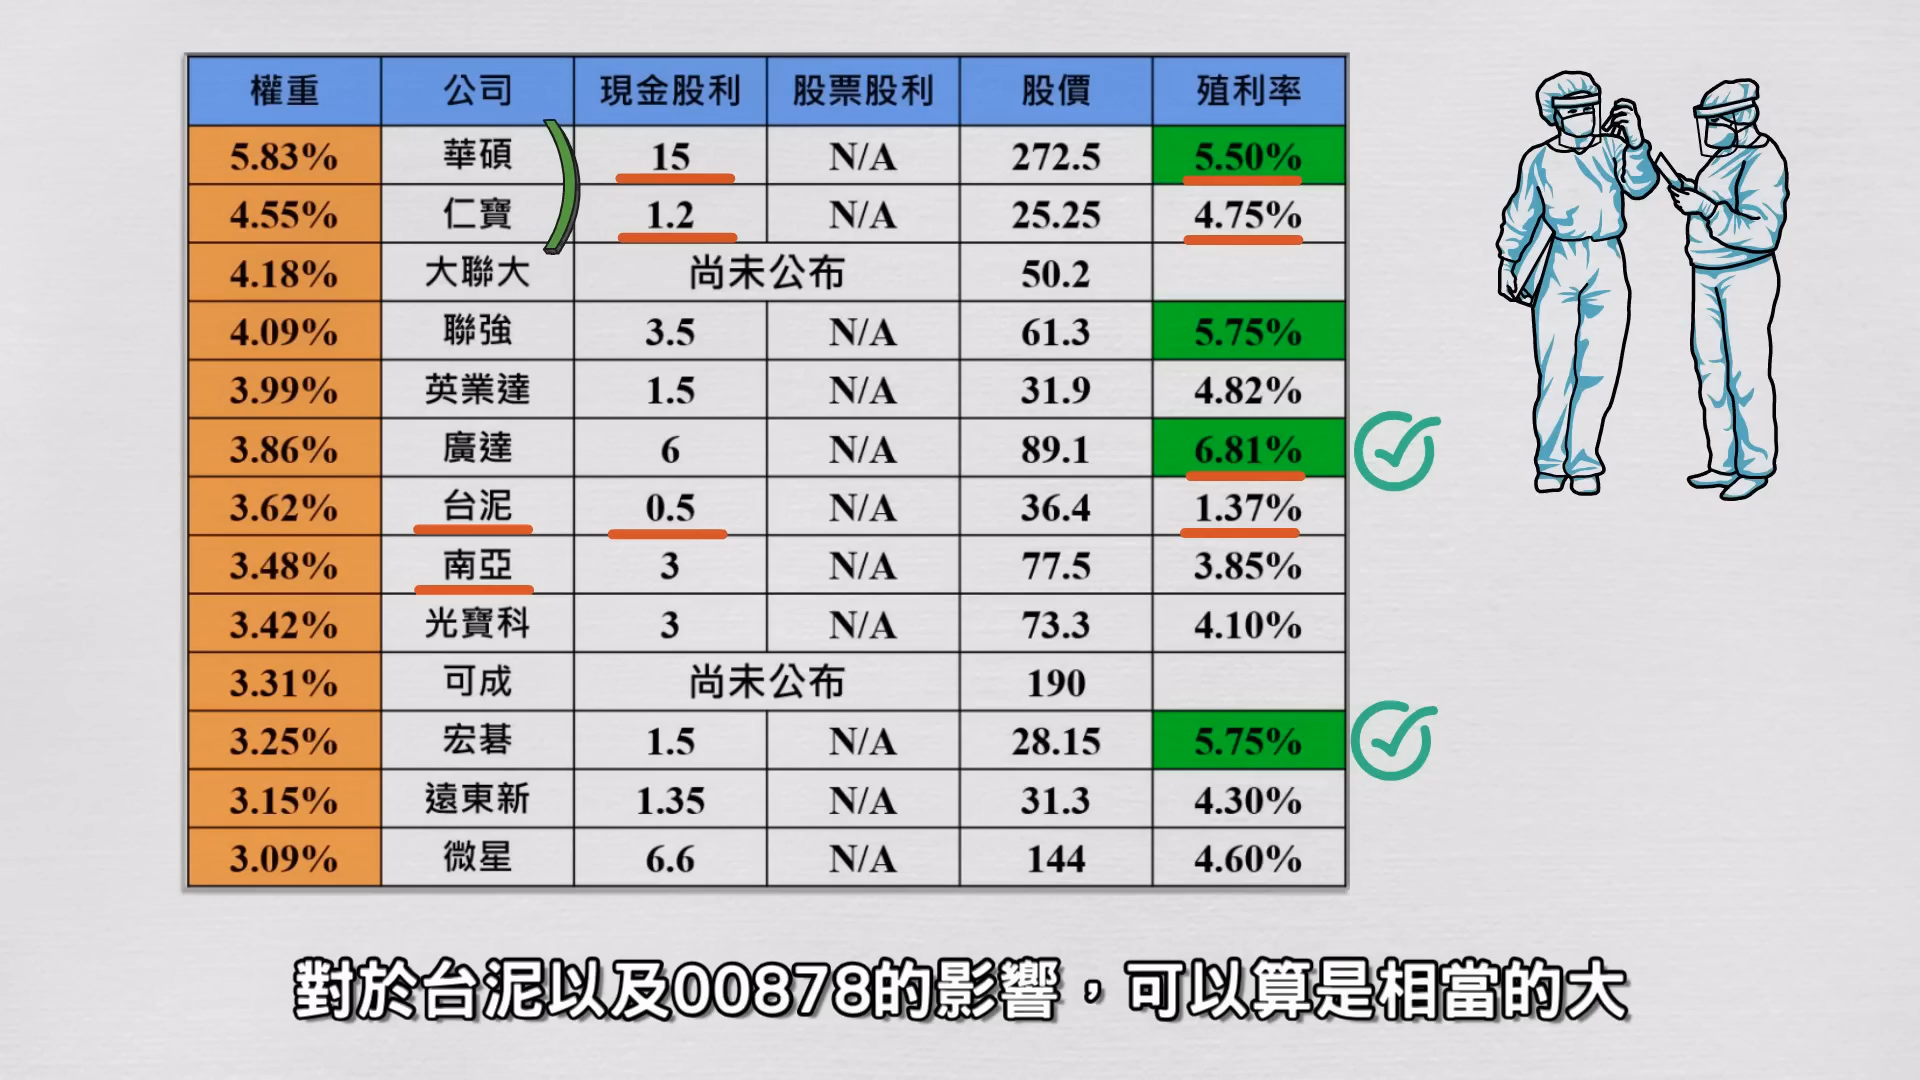 權重 公司 現金股利 股票股利 股價 殖利率
5.83% 華碩 15 N/A 272.5 5.50%
4.55% 仁寶 1.2 N/A 25.25 4.75%
4.18% 大聯大 尚未公布 50.2
4.09% 聯強 3.5 N/A 61.3 5.75%
3.99% 英業達 1.5 N/A 31.9 4.82%
3.86% 廣達 6 N/A 89.1 6.81%
3.62% 台泥 0.5 N/A 36.4 1.37%
3.48% 南亞 3 N/A 77.5 3.85%
3.42% 光寶科 3 N/A 73.3 4.10%
3.31% 可成 尚未公布 190
3.25% 宏碁 1.5 N/A 28.15 5.75%
3.15% 遠東新 1.35 N/A 31.3 4.30%
3.09% 微星 6.6 N/A 144 4.60%
對於台泥以及00878的影響，可以算是相當的大